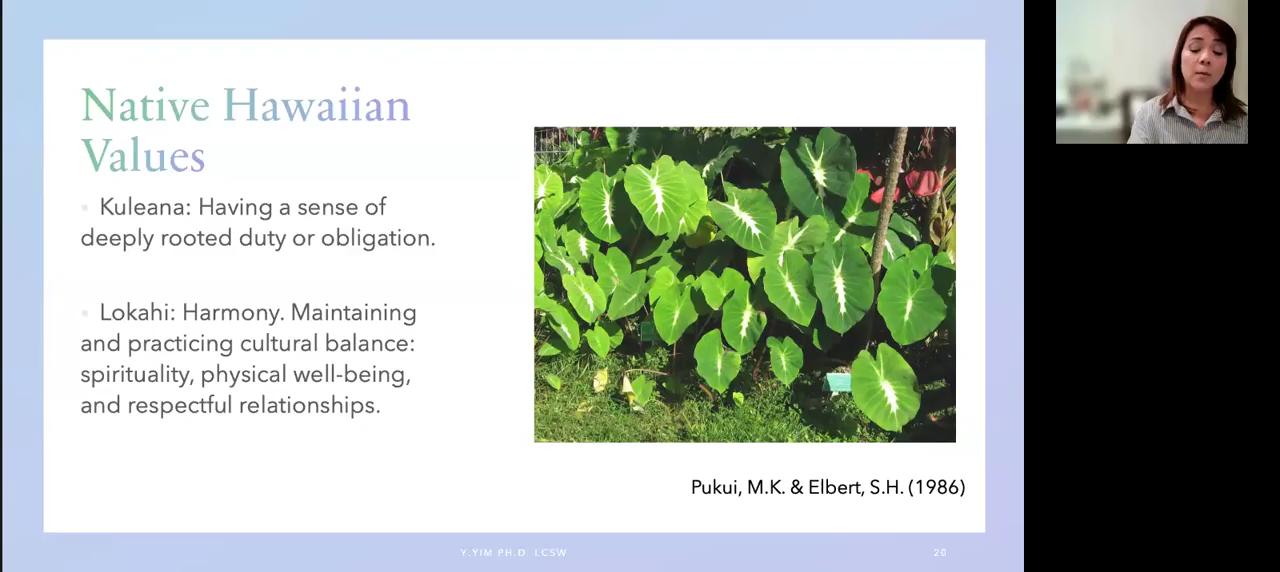 Native Hawaiian
Values
Kuleana: Having a sense of
deeply rooted duty or obligation.
Lokahi: Harmony. Maintaining
and practicing cultural balance:
spirituality, physical well-being,
and respectful relationships.
Pukui, M.K. & Elbert, S.H. (1986)
Y.YIM PH.D LCSW
20